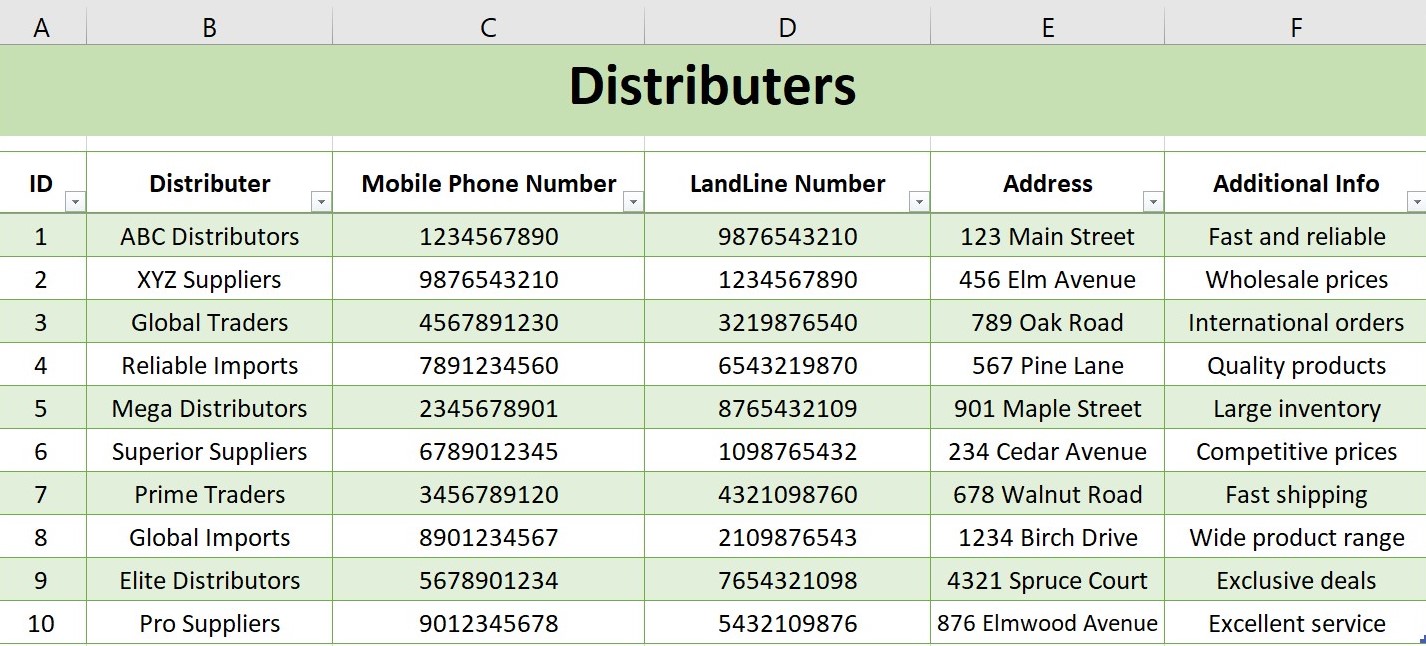 A B C D E F
Distributers
ID Distributer Mobile Phone Number LandLine Number Address Additional Info
1 ABC Distributors 1234567890 9876543210 123 Main Street Fast and reliable
2 XYZ Suppliers 9876543210 1234567890 456 Elm Avenue Wholesale prices
3 Global Traders 4567891230 3219876540 789 Oak Road International orders
4 Reliable Imports 7891234560 6543219870 567 Pine Lane Quality products
5 Mega Distributors 2345678901 8765432109 901 Maple Street Large inventory
6 Superior Suppliers 6789012345 1098765432 234 Cedar Avenue Competitive prices
7 Prime Traders 3456789120 4321098760 678 Walnut Road Fast shipping
8 Global Imports 8901234567 2109876543 1234 Birch Drive Wide product range
9 Elite Distributors 5678901234 7654321098 4321 Spruce Court Exclusive deals
10 Pro Suppliers 9012345678 5432109876 876 Elmwood Avenue Excellent service